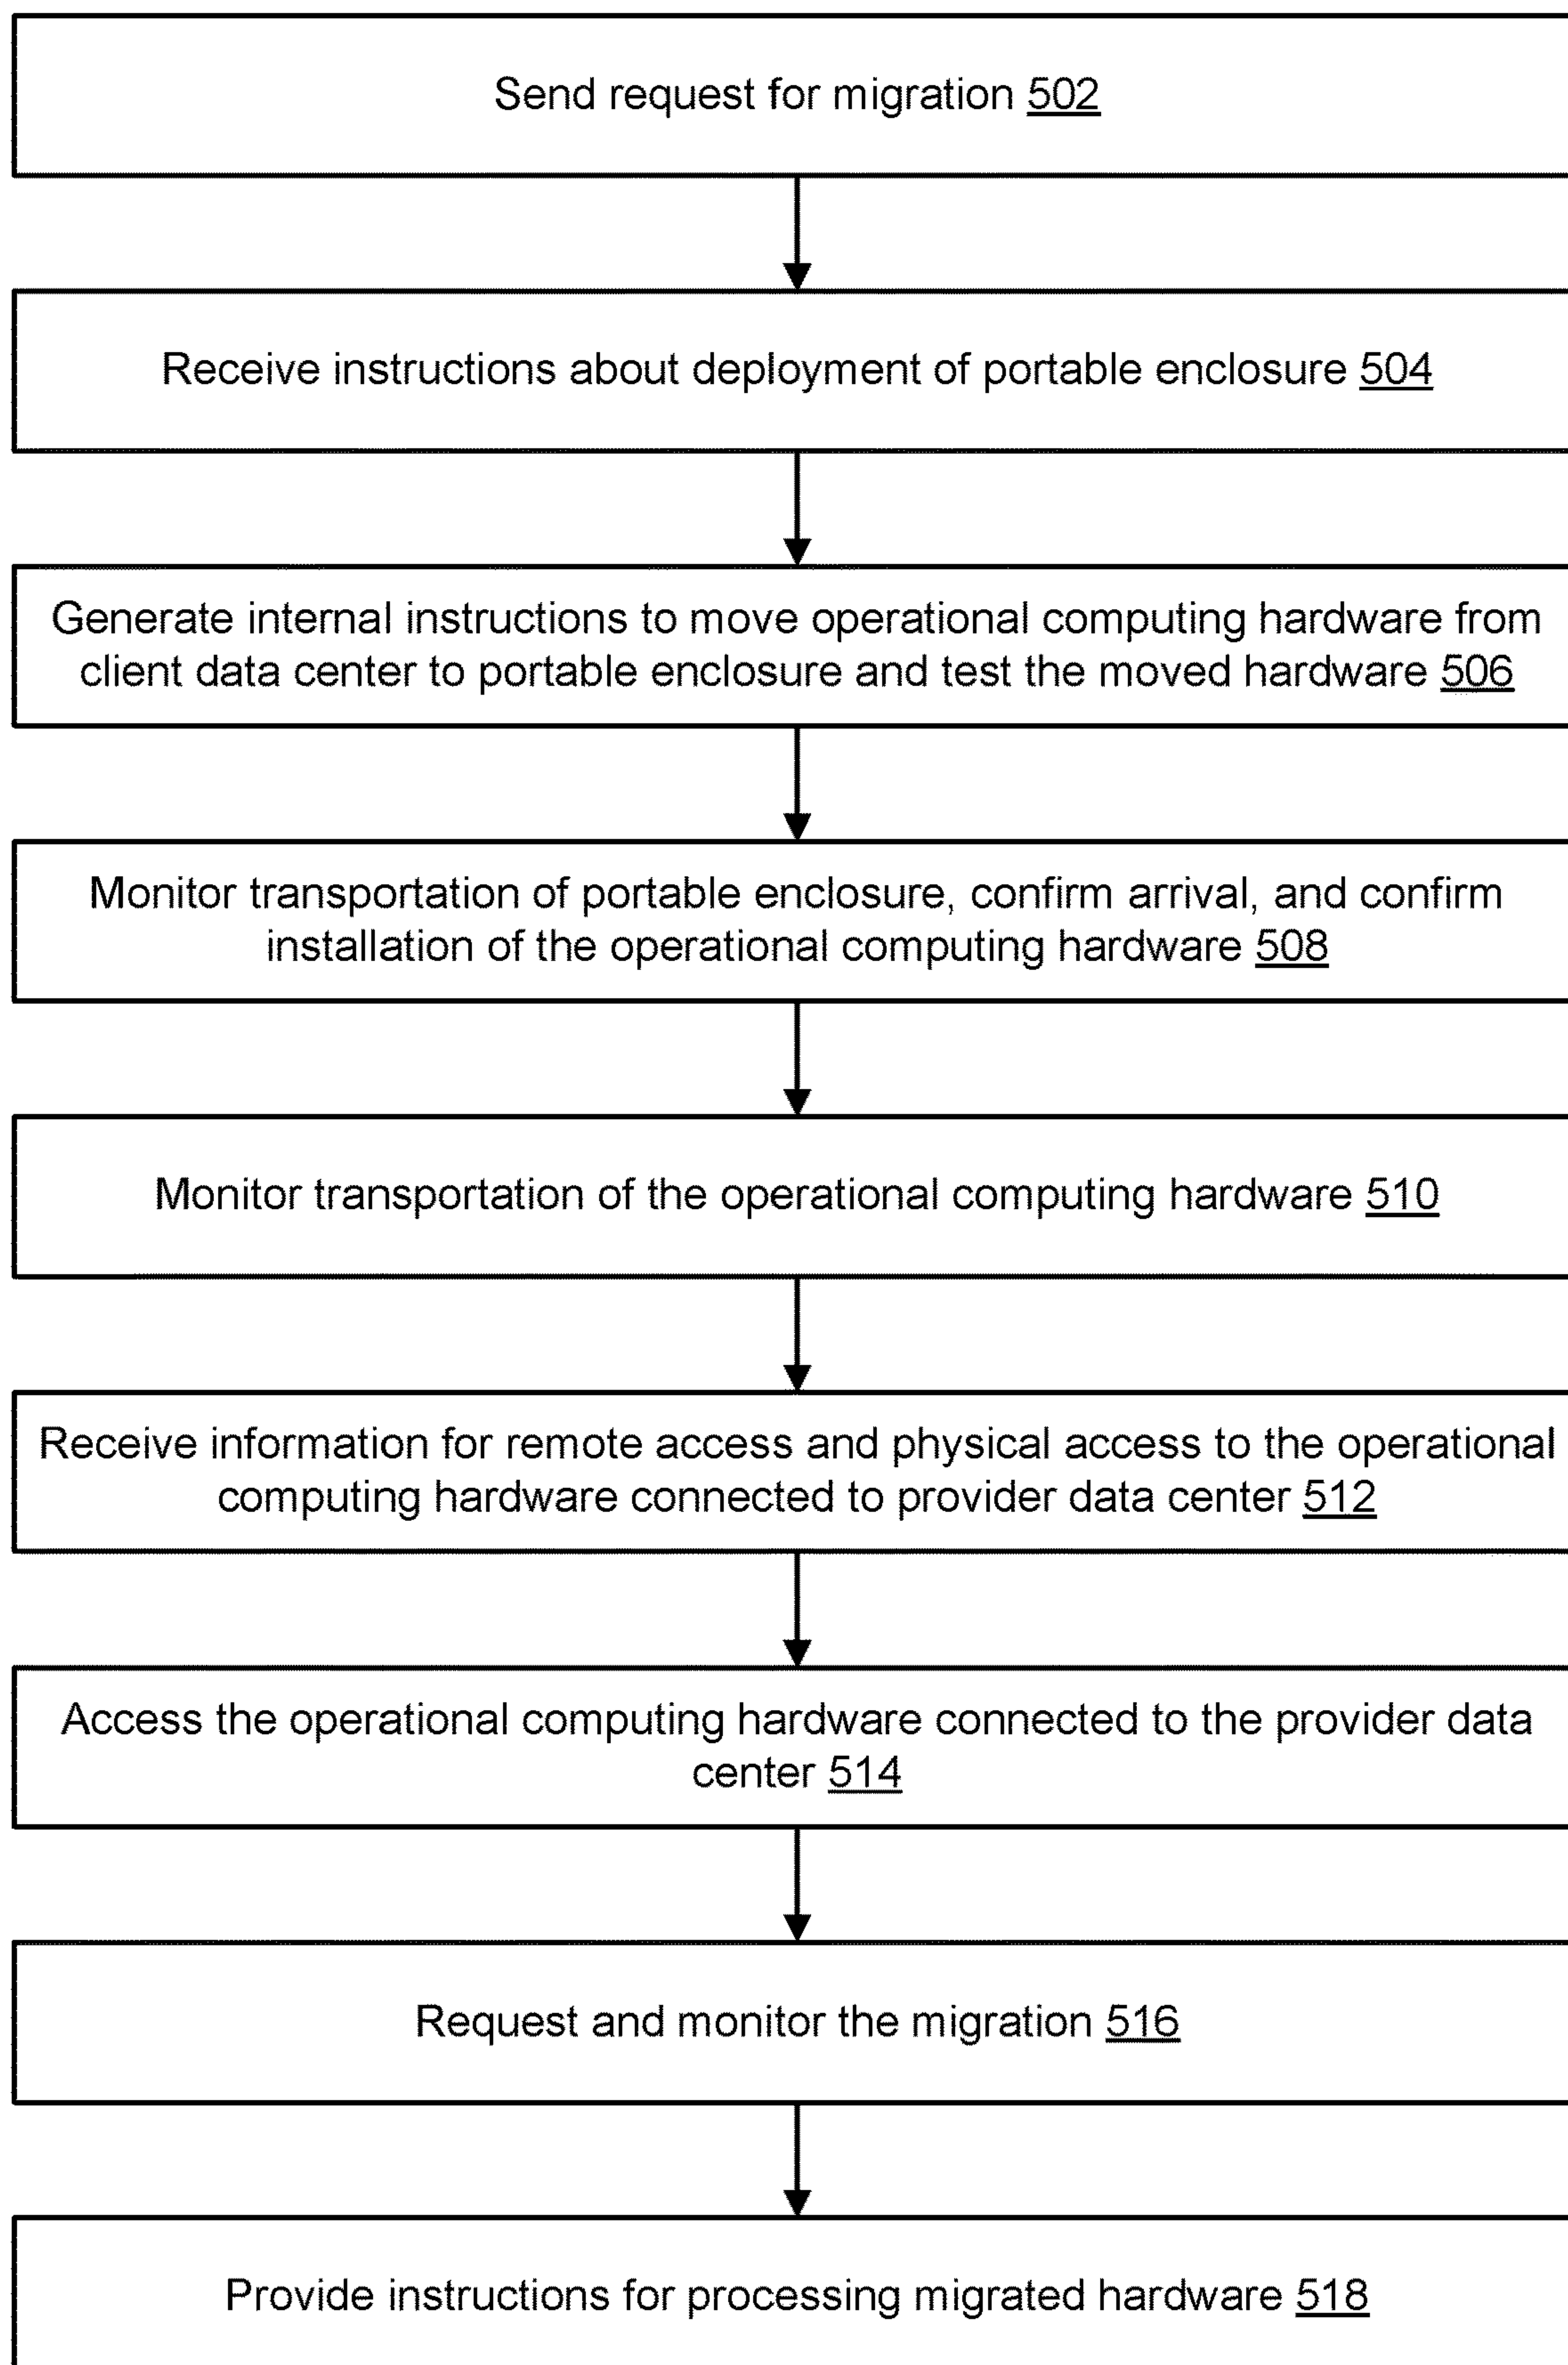 Send request for migration 502
Receive instructions about deployment of portable enclosure 504
Generate internal instructions to move operational computing hardware from
client data center to portable enclosure and test the moved hardware 506
Monitor transportation of portable enclosure, confirm arrival, and confirm
installation of the operational computing hardware 508
Monitor transportation of the operational computing hardware 510
Receive information for remote access and physical access to the operational
computing hardware connected to provider data center 512
Access the operational computing hardware connected to the provider data
center 514
Request and monitor the migration 516
Provide instructions for processing migrated hardware 518